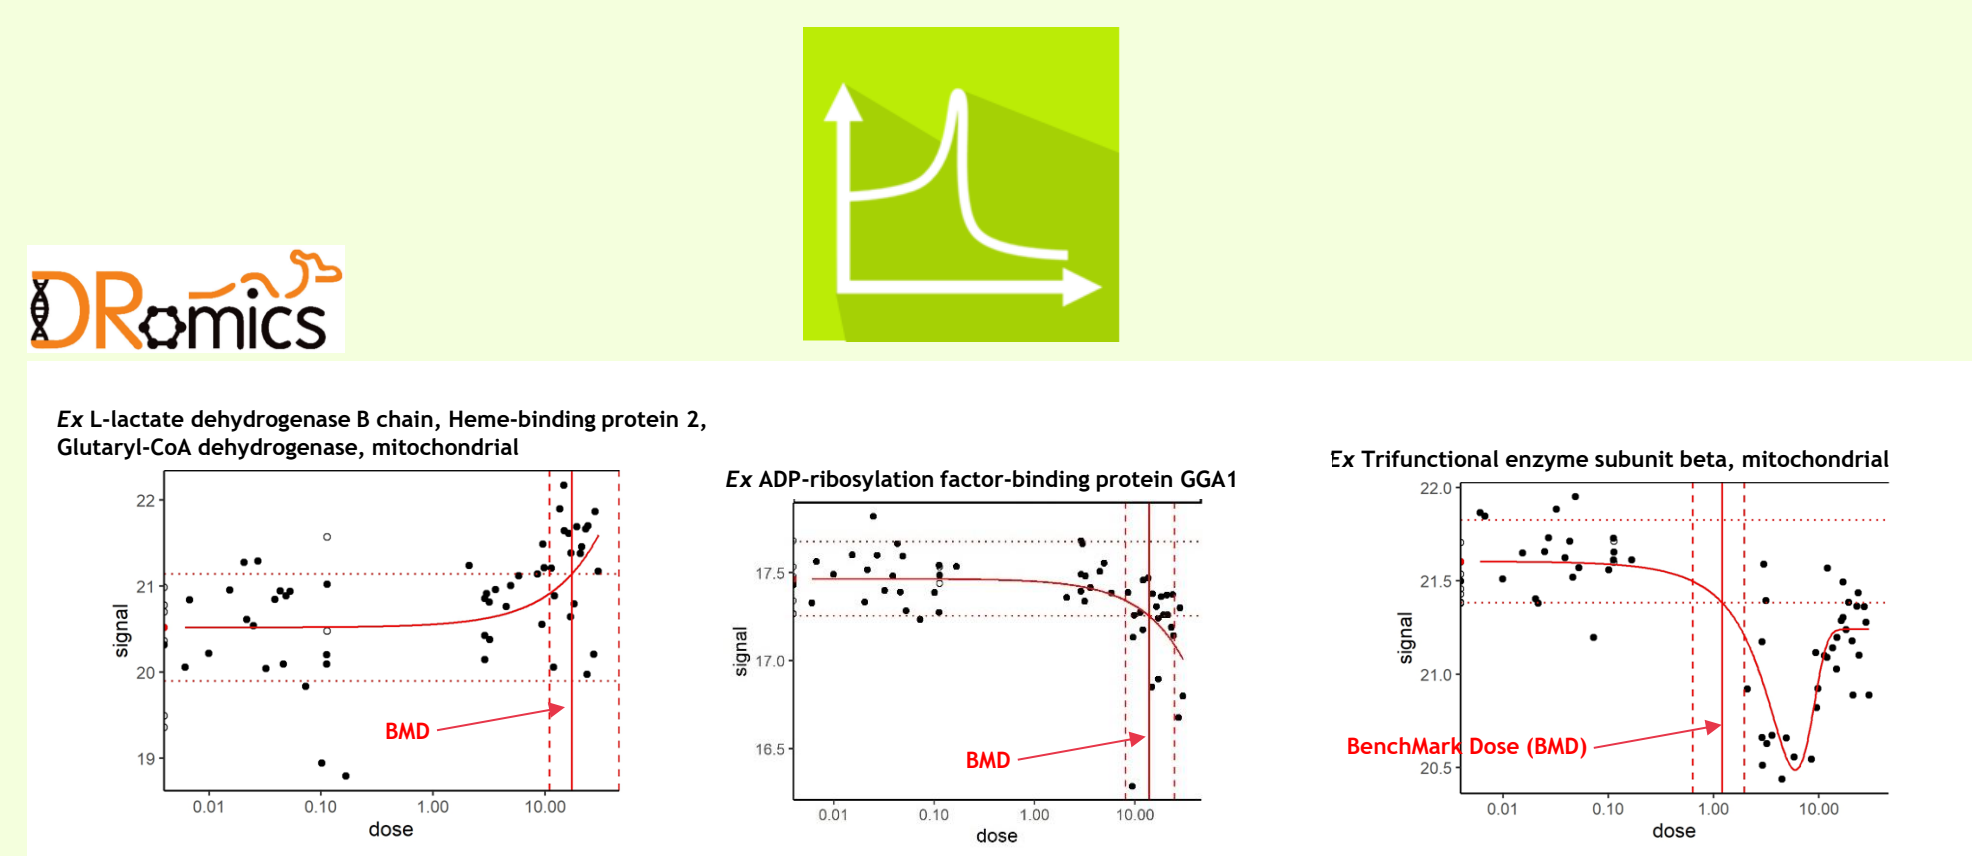 DRomics
Ex L-lactate dehydrogenase B chain, Heme-binding protein 2,
Glutaryl-CoA dehydrogenase, mitochondrial
22
21
20
19
signal
BMD
0.01 0.10 1.00 10.00
dose
Ex ADP-ribosylation factor-binding protein GGA1
17.5
17.0
16.5
signal
BMD
0.01 0.10 1.00 10.00
dose
Ex Trifunctional enzyme subunit beta, mitochondrial
22.0
21.5
21.0
20.5
signal
BenchMark Dose (BMD)
0.01 0.10 1.00 10.00
dose